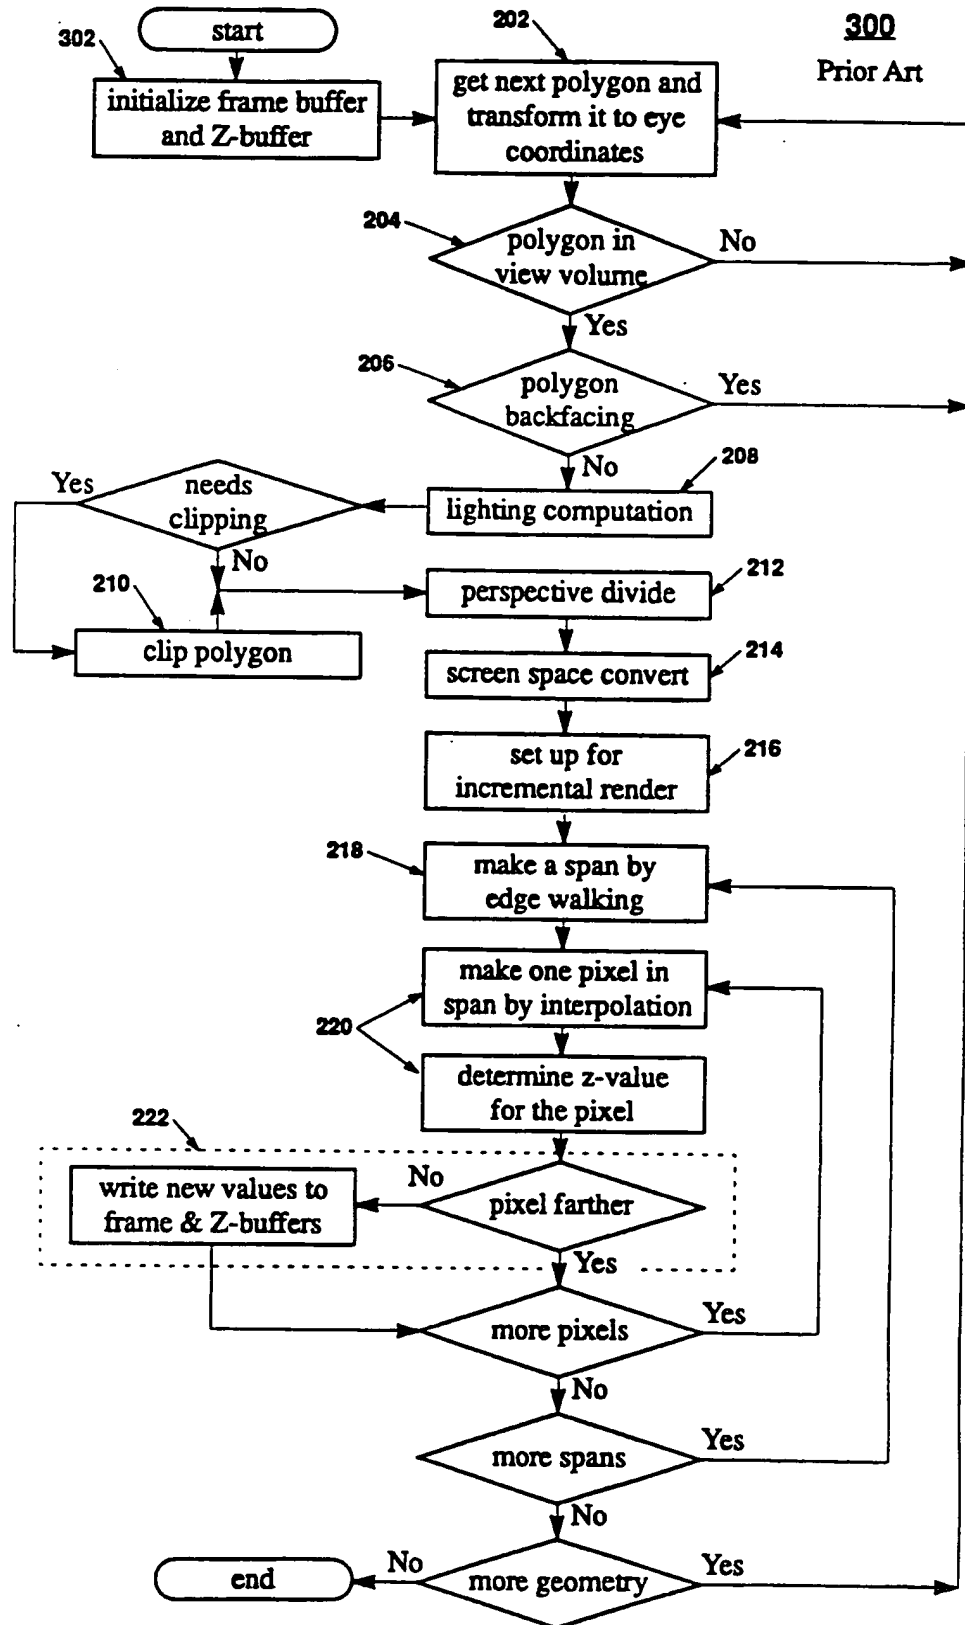 start
302
202
300
Prior Art
initialize frame buffer
and Z-buffer
get next polygon and
transform it to eye
coordinates
204
polygon in
view volume
No
Yes
206
polygon
backfacing
Yes
No
208
lighting computation
Yes
needs
clipping
No
210
clip polygon
212
perspective divide
214
screen space convert
216
set up for
incremental render
218
make a span by
edge walking
220
make one pixel in
span by interpolation
determine z-value
for the pixel
222
No
write new values to
frame & Z-buffers
pixel farther
Yes
more pixels
Yes
No
more spans
Yes
No
more geometry
No
Yes
end